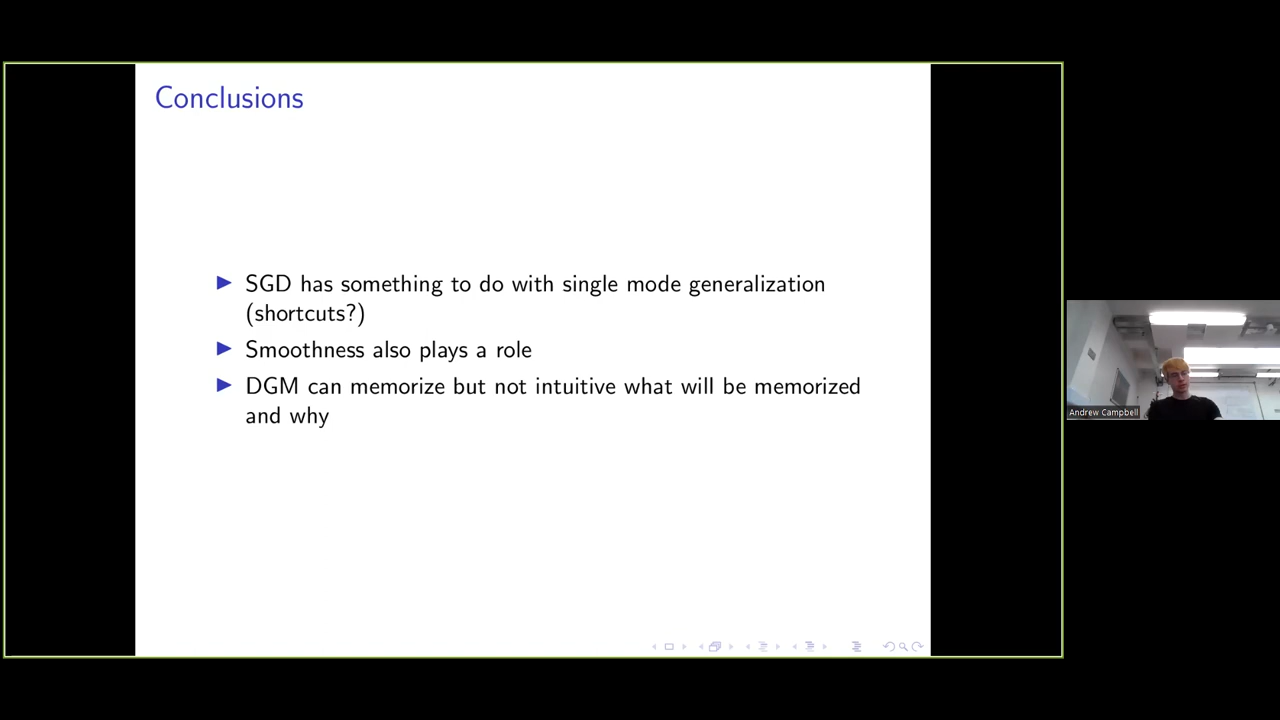 Conclusions
SGD has something to do with single mode generalization
(shortcuts?)
Smoothness also plays a role
DGM can memorize but not intuitive what will be memorized
and why
Andrew Campbell